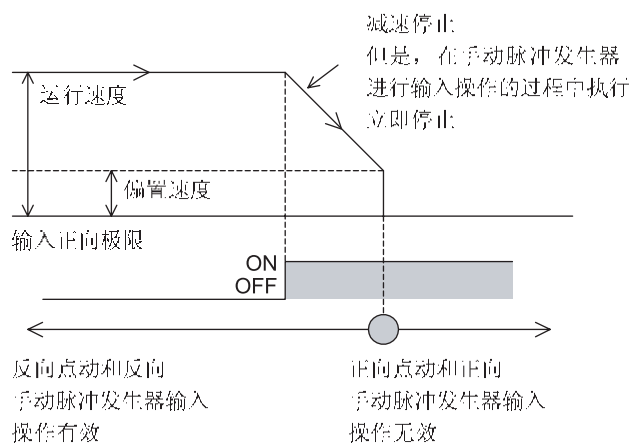 减速停止
但是，在手动脉冲发生器
进行输入操作的过程中执行
立即停止
运行速度
偏置速度
输入正向极限
ON
OFF
反向点动和反向
手动脉冲发生器输入
操作有效
正向点动和正向
手动脉冲发生器输入
操作无效